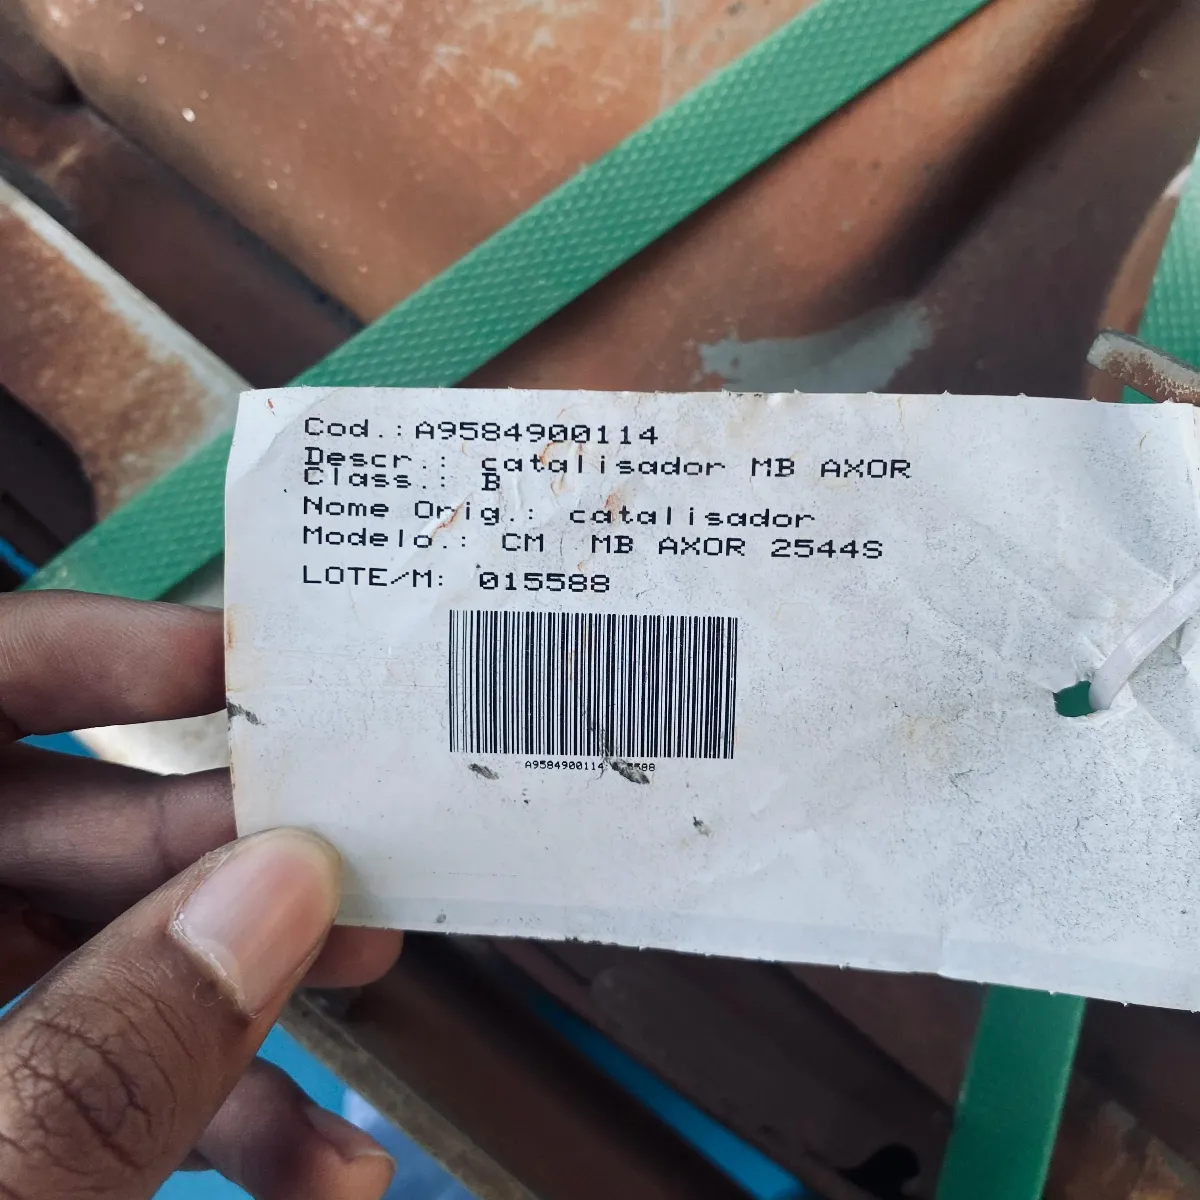 Cod.:A9584900114
Descr.: catalisador MB AXOR
Class.: B
Nome Orig.: catalisador
Modelo.: CM MB AXOR 2544S
LOTE/M: 015588